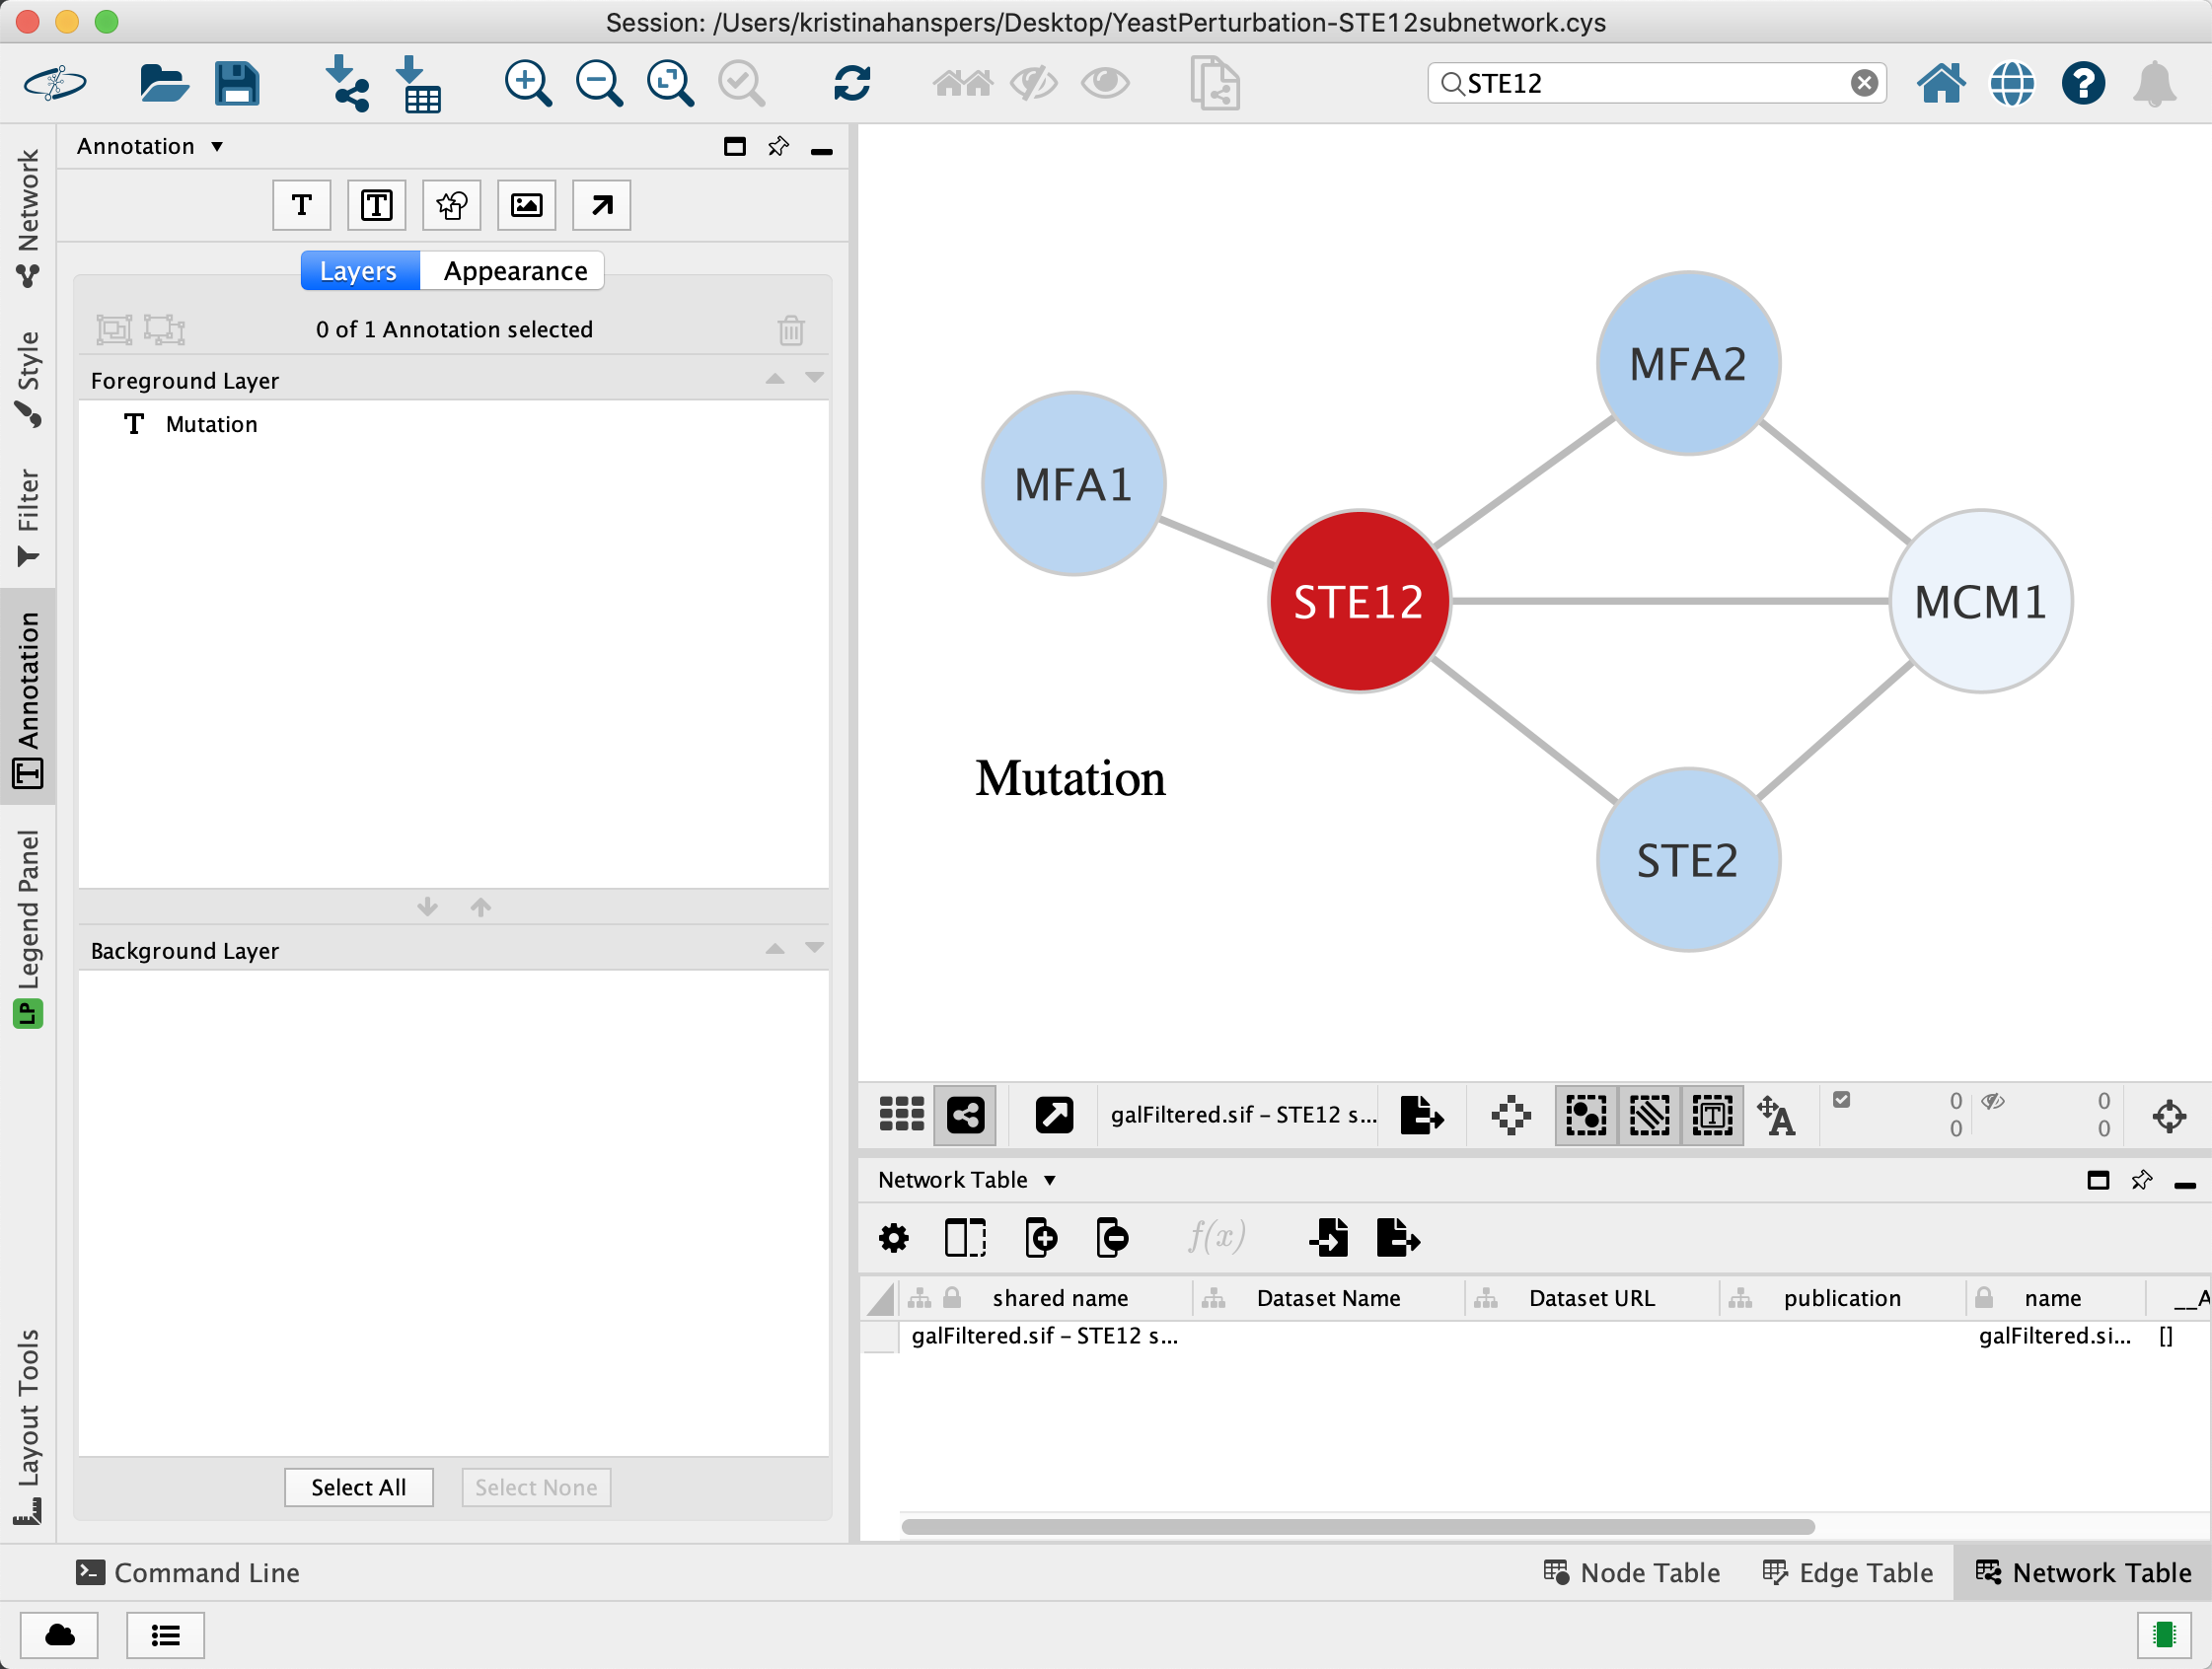 Session: /Users/kristinahanspers/Desktop/YeastPerturbation-STE12subnetwork.cys
STE12
Network
Style
Filter
Annotation
Legend Panel
LP
Layout Tools
Annotation
T
T
Layers
Appearance
0 of 1 Annotation selected
Foreground Layer
T Mutation
Background Layer
Select All
Select None
MFA2
MFA1
STE12
MCM1
Mutation
STE2
galFiltered.sif - STE12 s...
T
A
0
0
0
0
Network Table
f(x)
shared name
Dataset Name
Dataset URL
publication
name
__A
galFiltered.sif - STE12 s...
galFiltered.si...
[]
Command Line
Node Table
Edge Table
Network Table